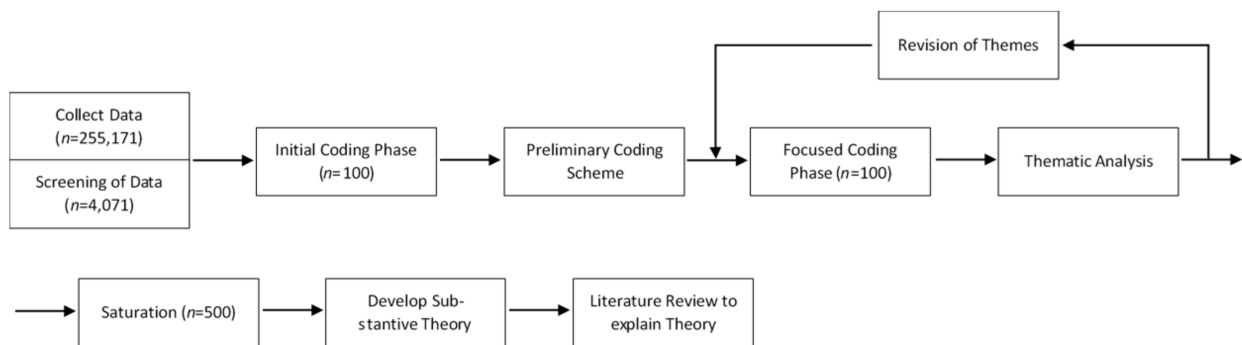 Revision of Themes
Collect Data
(n=255,171)
Screening of Data
(n=4,071)
Initial Coding Phase
(n=100)
Preliminary Coding
Scheme
Focused Coding
Phase (n=100)
Thematic Analysis
Saturation (n=500)
Develop Sub-
stantive Theory
Literature Review to
explain Theory